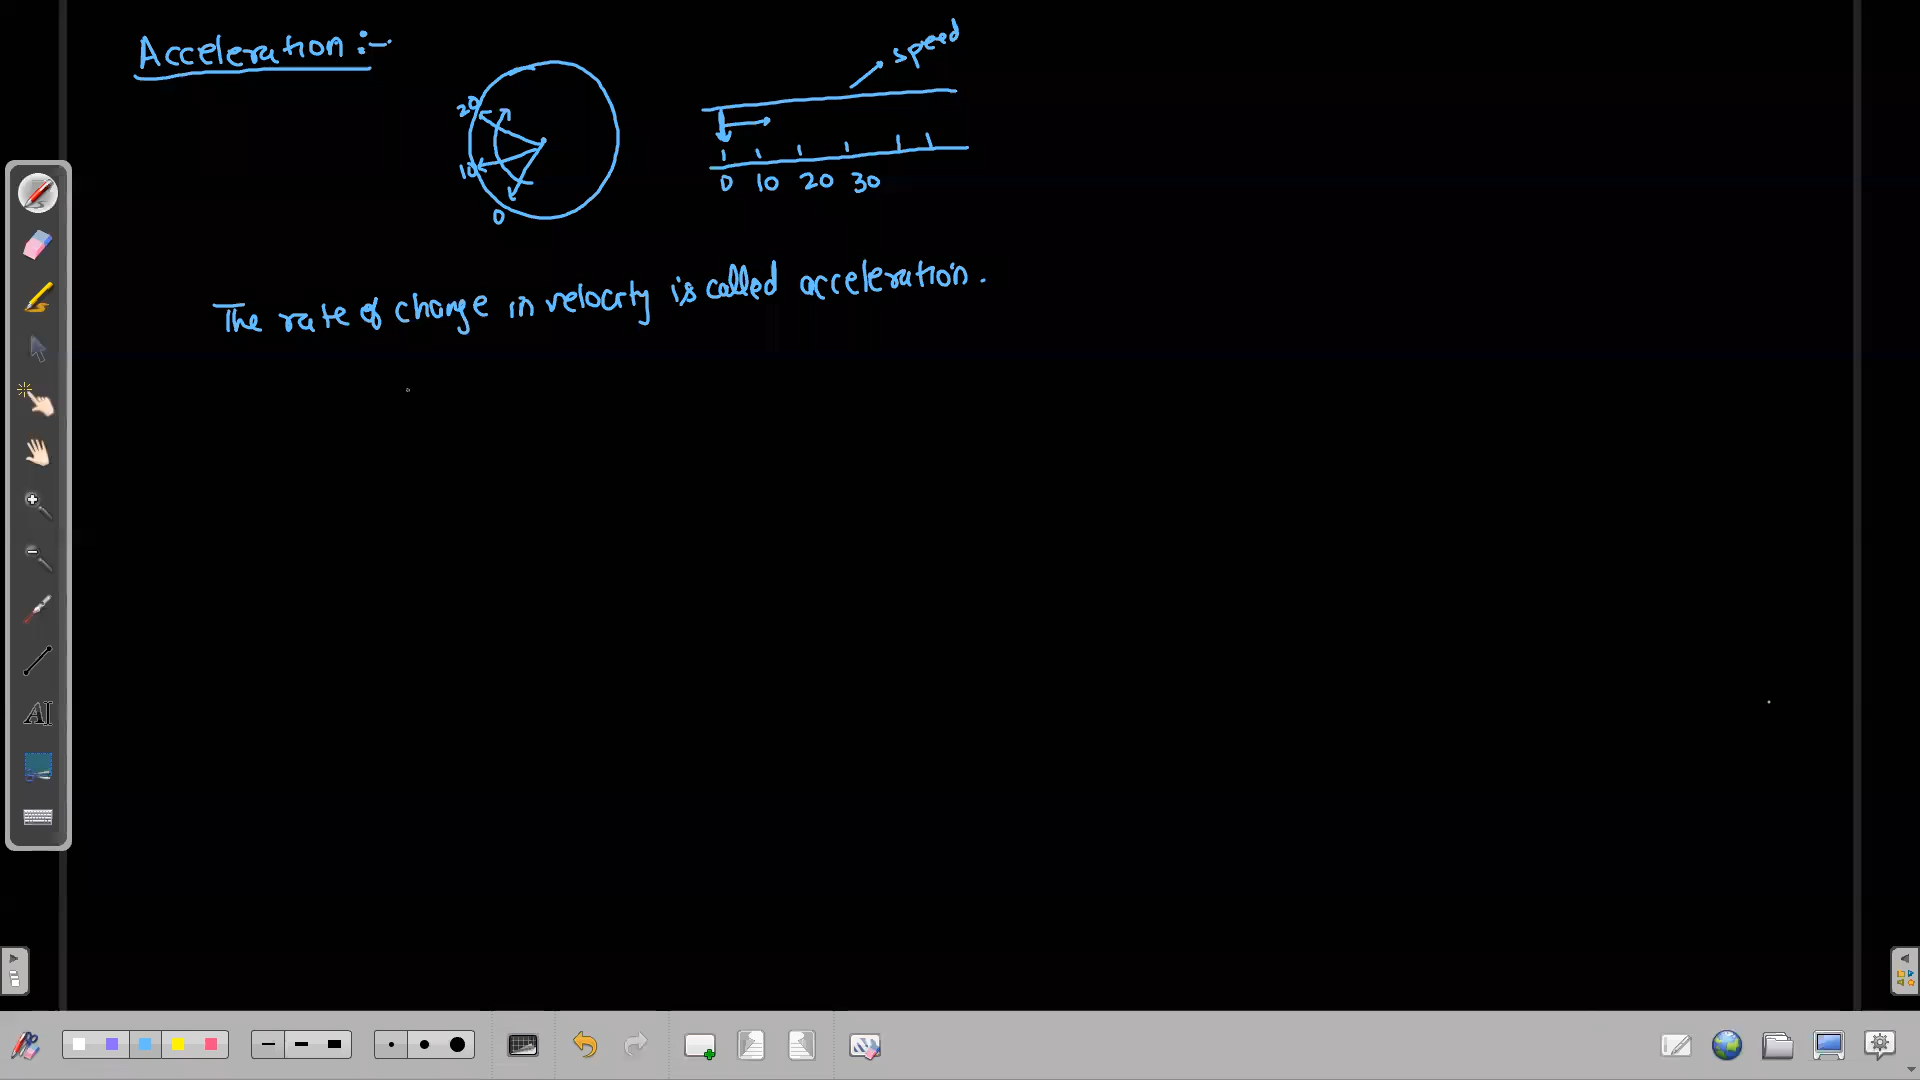 Acceleration :-
speed
20
10
0
0 10 20 30
The rate of change in velocity is called acceleration.